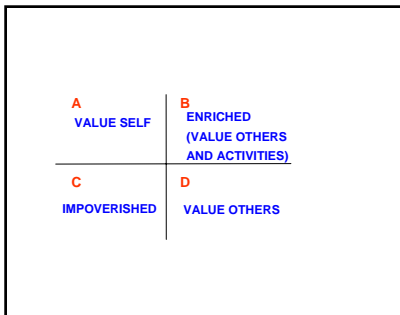 A
VALUE SELF
B
ENRICHED
(VALUE OTHERS
AND ACTIVITIES)
C
IMPOVERISHED
D
VALUE OTHERS